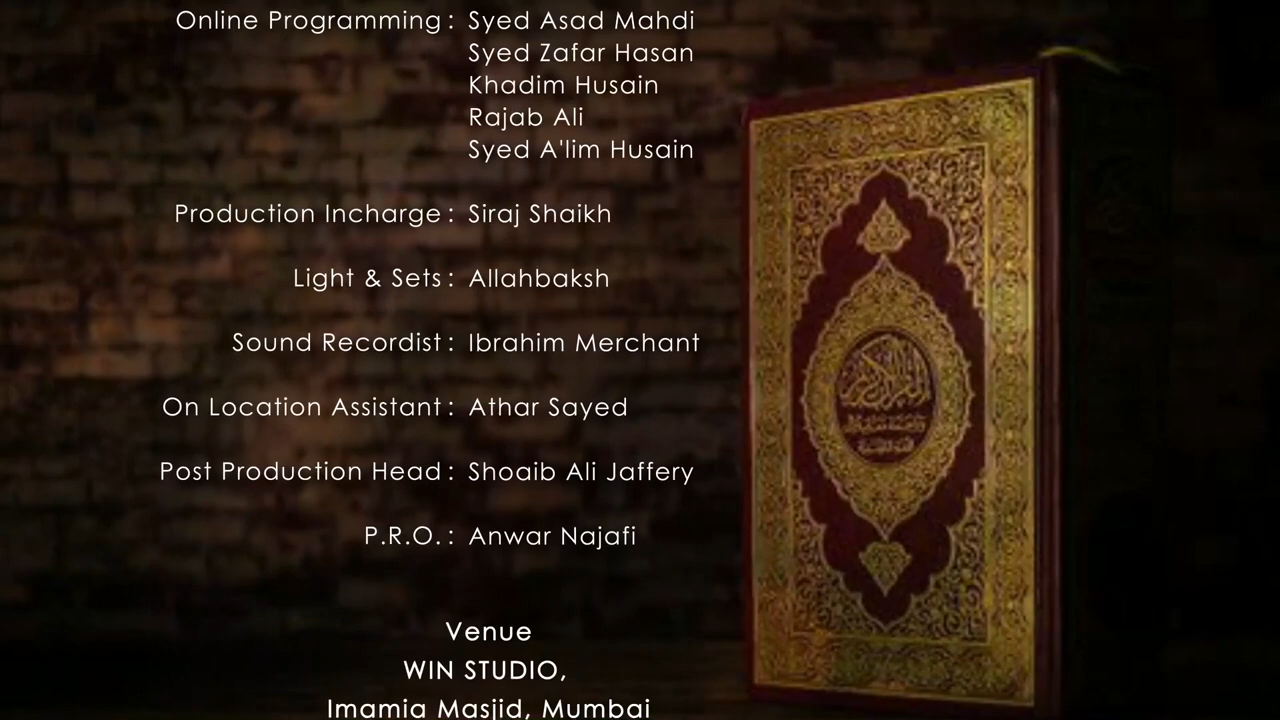 Online Programming : Syed Asad Mahdi
Syed Zafar Hasan
Khadim Husain
Rajab Ali
Syed A'lim Husain
Production Incharge : Siraj Shaikh
Light & Sets : Allahbaksh
Sound Recordist : Ibrahim Merchant
On Location Assistant : Athar Sayed
Post Production Head : Shoaib Ali Jaffery
P.R.O. : Anwar Najafi
Venue
WIN STUDIO,
Imamia Masjid, Mumbai